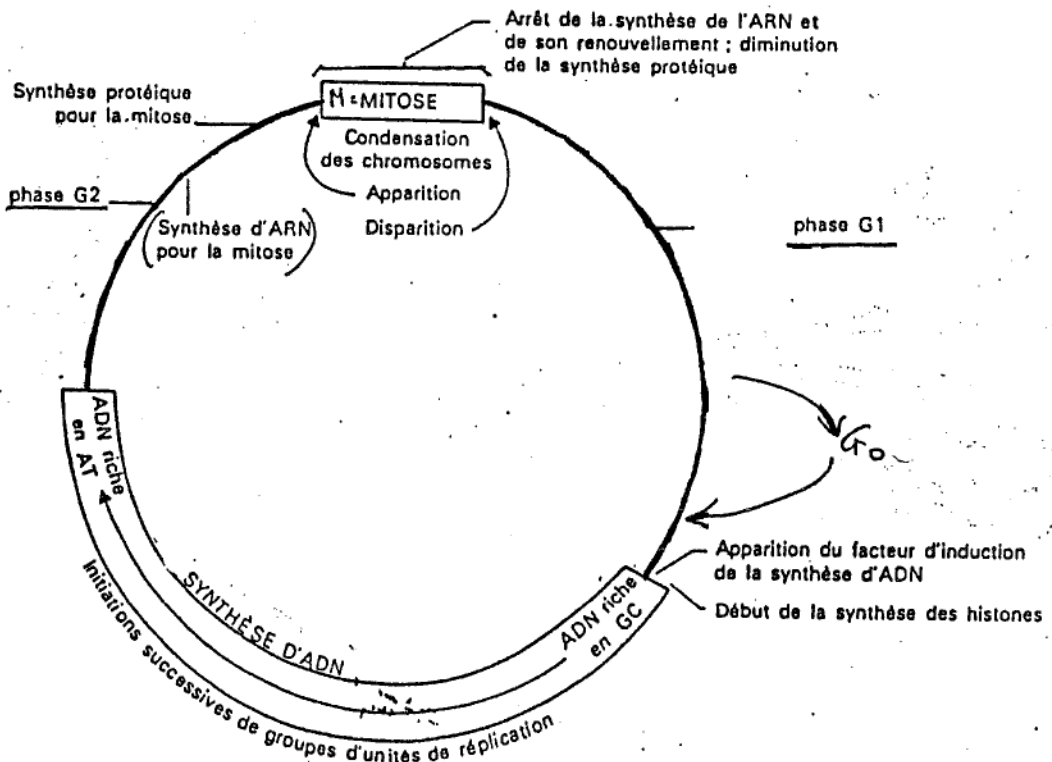 Arrêt de la synthèse de l'ARN et
de son renouvellement ; diminution
de la synthèse protéique
Synthèse protéique
pour la mitose
M = MITOSE
Condensation
des chromosomes
Apparition
Disparition
phase G2
(Synthèse d'ARN
pour la mitose)
phase G1
G0
Apparition du facteur d'induction
de la synthèse d'ADN
Début de la synthèse des histones
ADN riche
en GC
SYNTHÈSE D'ADN
ADN riche
en AT
Initiations successives de groupes d'unités de réplication